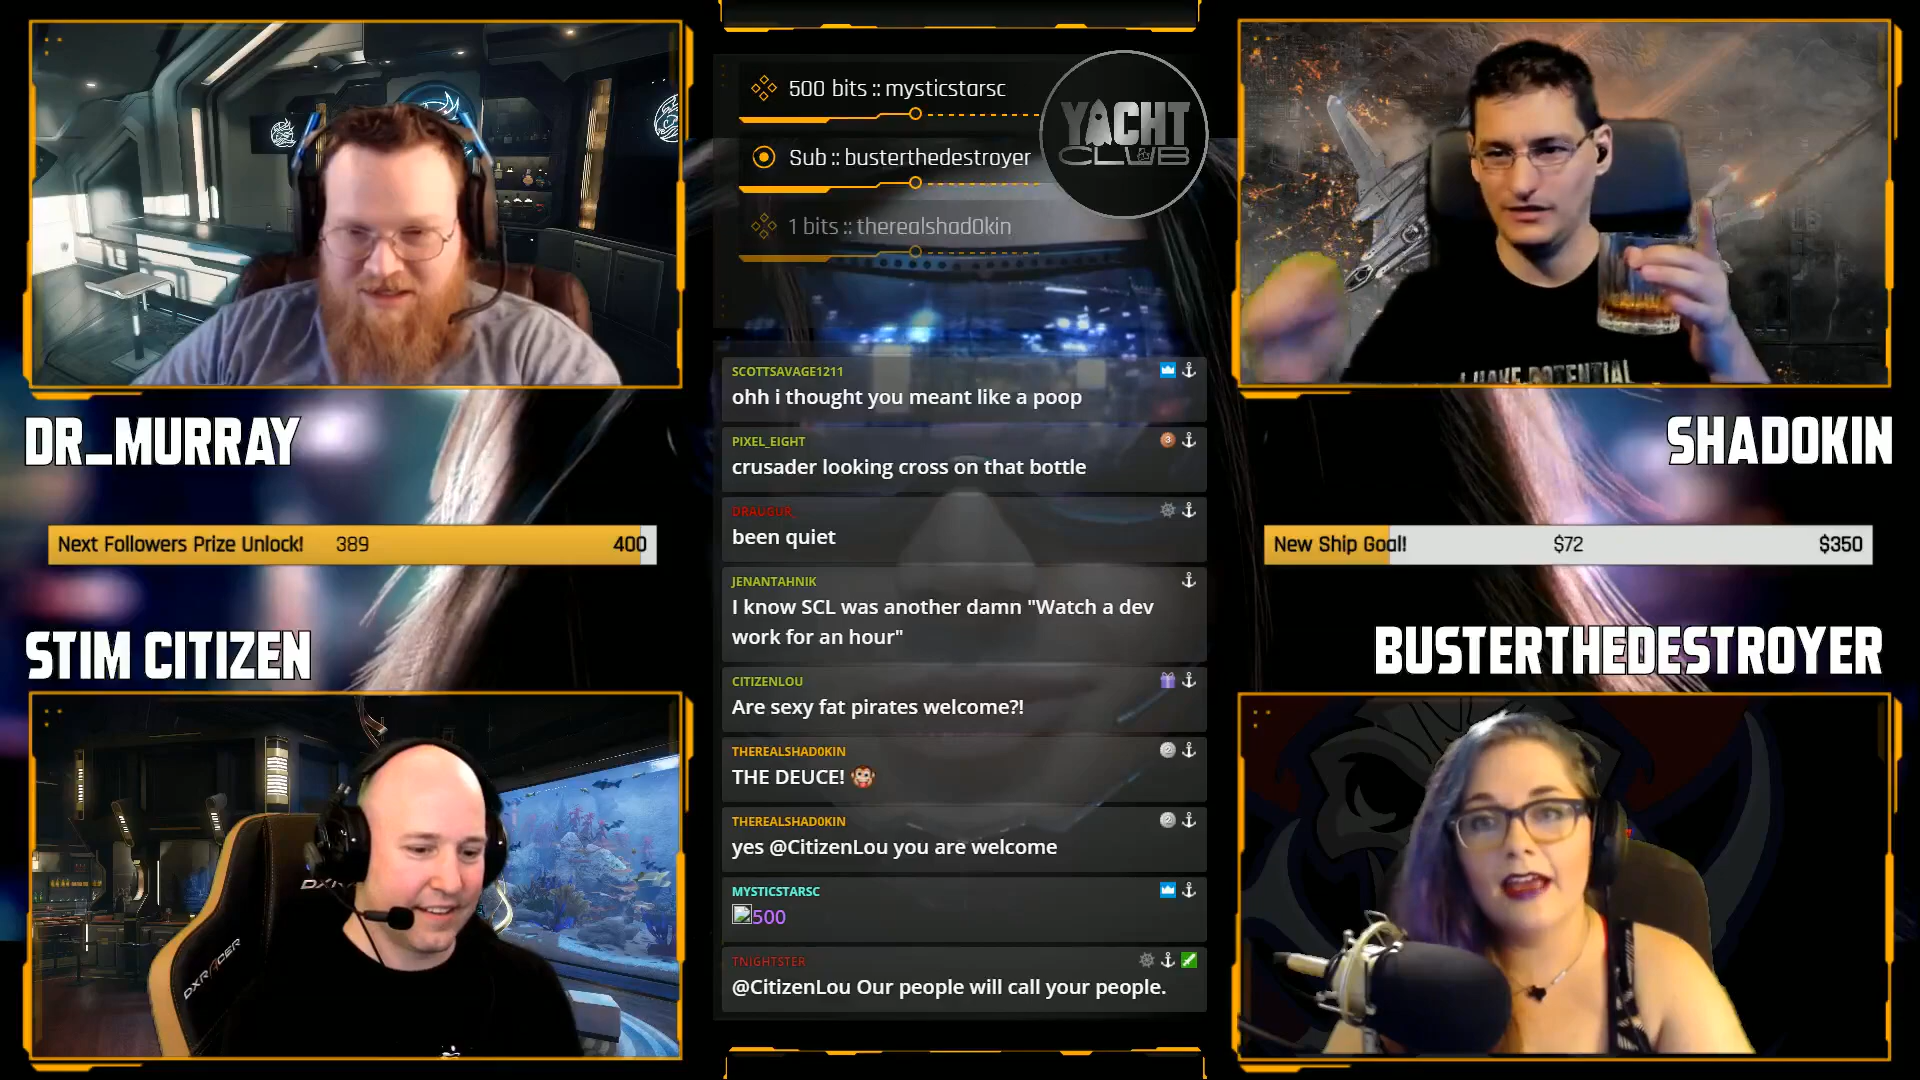 500 bits :: mysticstarsc
Sub :: busterthedestroyer
1 bits :: therealshad0kin
YACHT
CLUB
I HAVE POTENTIAL
DR_MURRAY
SHADOKIN
Next Followers Prize Unlock! 389 400
New Ship Goal! $72 $350
STIM CITIZEN
BUSTERTHEDESTROYER
SCOTTSAVAGE1211
ohh i thought you meant like a poop
PIXEL_EIGHT
crusader looking cross on that bottle
DRAUGUR_
been quiet
JENANTAHNIK
I know SCL was another damn "Watch a dev
work for an hour"
CITIZENLOU
Are sexy fat pirates welcome?!
THEREALSHAD0KIN
THE DEUCE!
THEREALSHAD0KIN
yes @CitizenLou you are welcome
MYSTICSTARSC
500
TNIGHTSTER
@CitizenLou Our people will call your people.
DXRACER